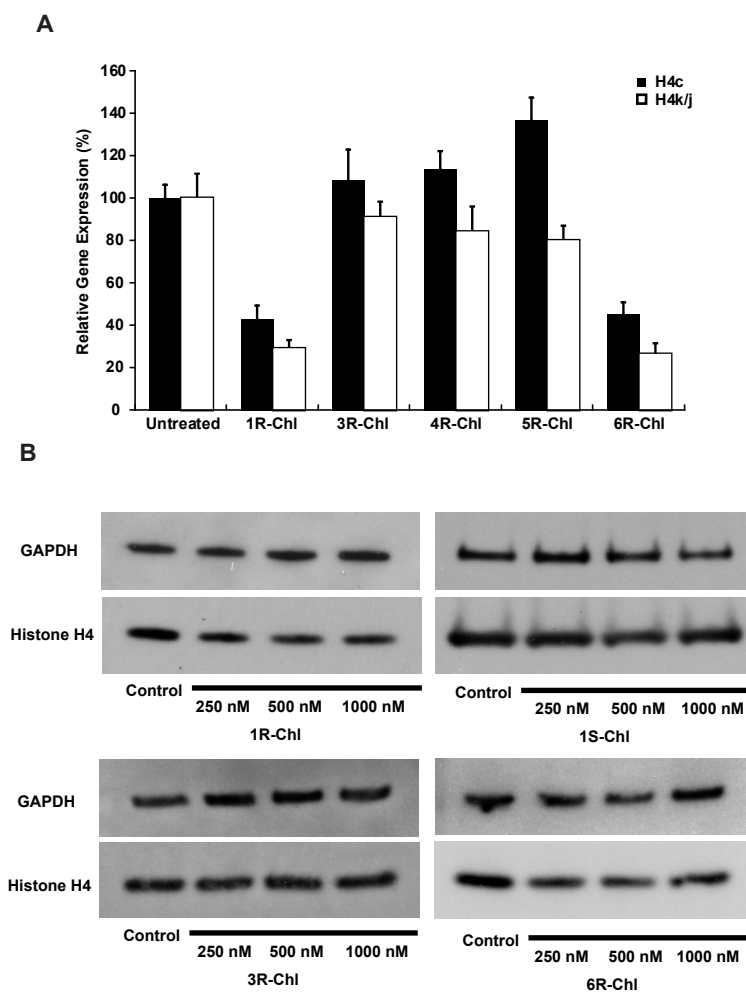 A
160
140
120
100
80
60
40
20
0
Relative Gene Expression (%)
H4c
H4k/j
Untreated 1R-Chl 3R-Chl 4R-Chl 5R-Chl 6R-Chl
B
GAPDH
Histone H4
Control
250 nM 500 nM 1000 nM
1R-Chl
Control
250 nM 500 nM 1000 nM
1S-Chl
GAPDH
Histone H4
Control
250 nM 500 nM 1000 nM
3R-Chl
Control
250 nM 500 nM 1000 nM
6R-Chl